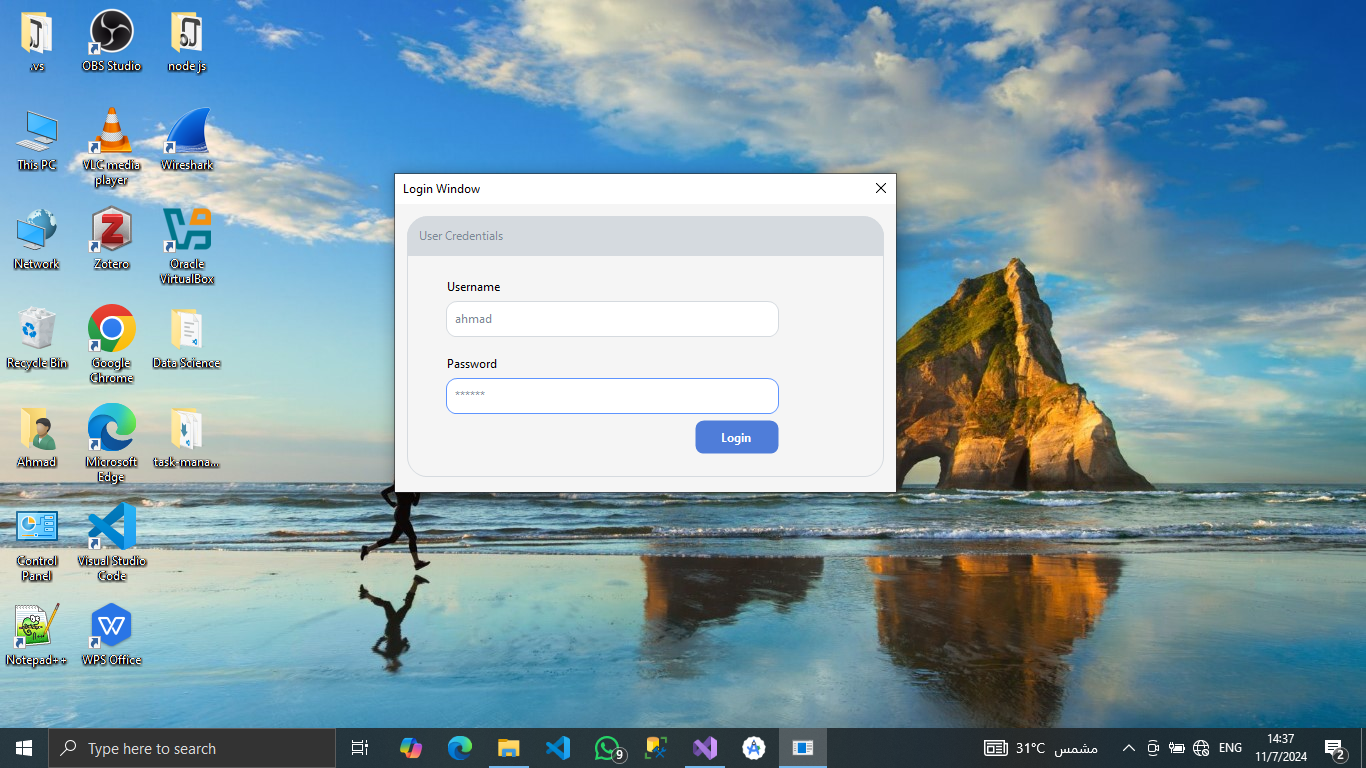 .vs
OBS Studio
node.js
This PC
VLC media
player
Wireshark
Network
Zotero
Oracle
VirtualBox
Recycle Bin
Google
Chrome
Data Science
Ahmad
Microsoft
Edge
task-mana...
Control
Panel
Visual Studio
Code
Notepad++
WPS Office
Login Window
User Credentials
Username
ahmad
Password
******
Login
Type here to search
9
31°C مشمس
ENG
14:37
11/7/2024
2